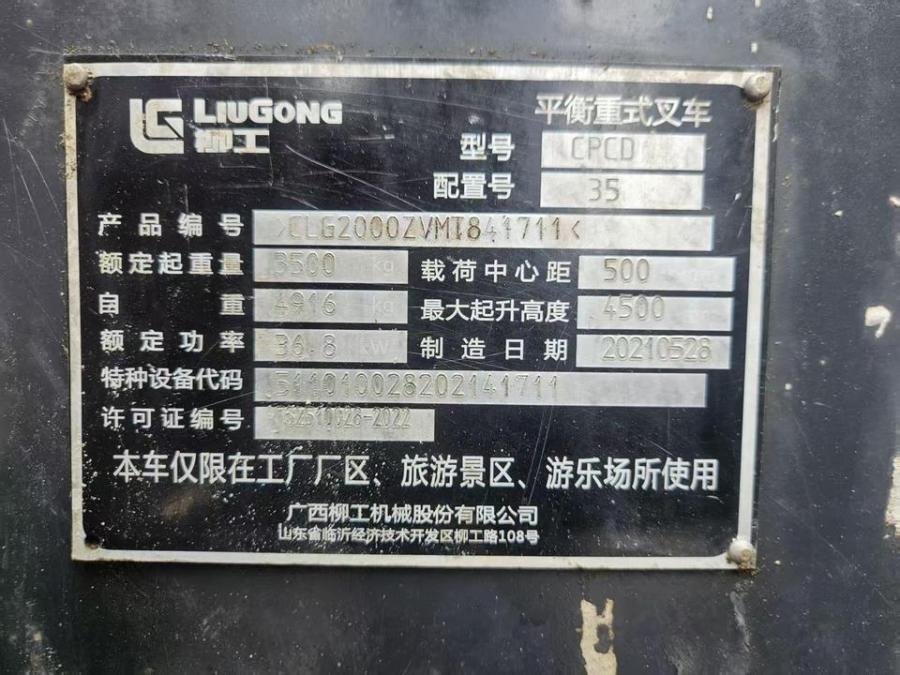 LG LIUGONG 平衡重式叉车
柳工 型号 CPCD
配置号 35
产品编号 >CLG2000ZVMT841711<
额定起重量 3500 kg 载荷中心距 500
自重 4916 kg 最大起升高度 4500
额定功率 36.8 kW 制造日期 20210528
特种设备代码 511010028202141711
许可证编号 TS2510028-2022
本车仅限在工厂厂区、旅游景区、游乐场所使用
广西柳工机械股份有限公司
山东省临沂经济技术开发区柳工路108号